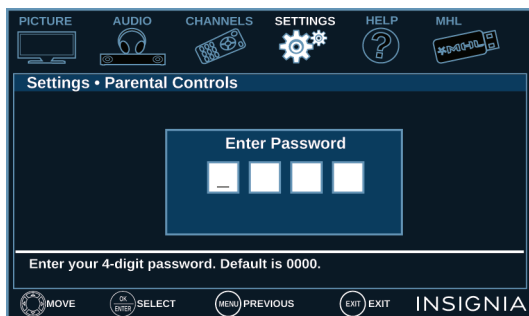 PICTURE AUDIO CHANNELS SETTINGS HELP MHL
MHL
Settings • Parental Controls
Enter Password
_
Enter your 4-digit password. Default is 0000.
MOVE OK ENTER SELECT MENU PREVIOUS EXIT EXIT INSIGNIA